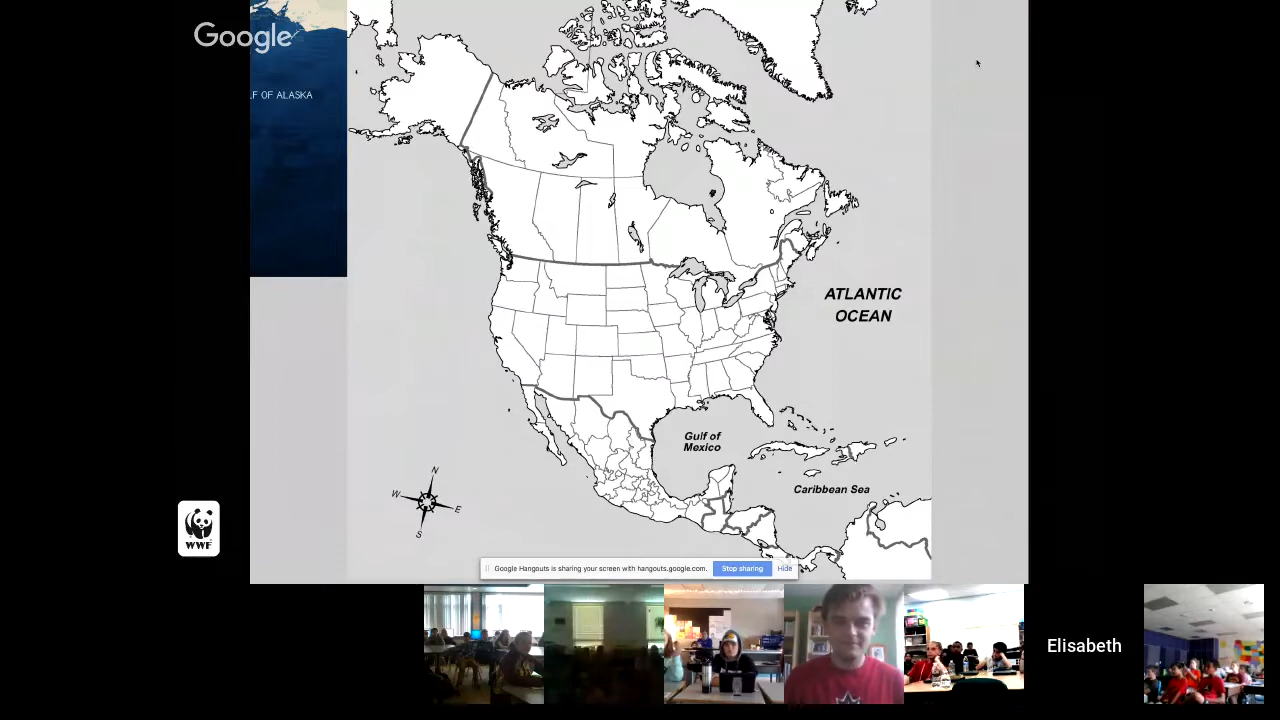 Google
LF OF ALASKA
ATLANTIC
OCEAN
Gulf of
Mexico
Caribbean Sea
N
W
E
S
WWF
Google Hangouts is sharing your screen with hangouts.google.com.
Stop sharing
Hide
Elisabeth